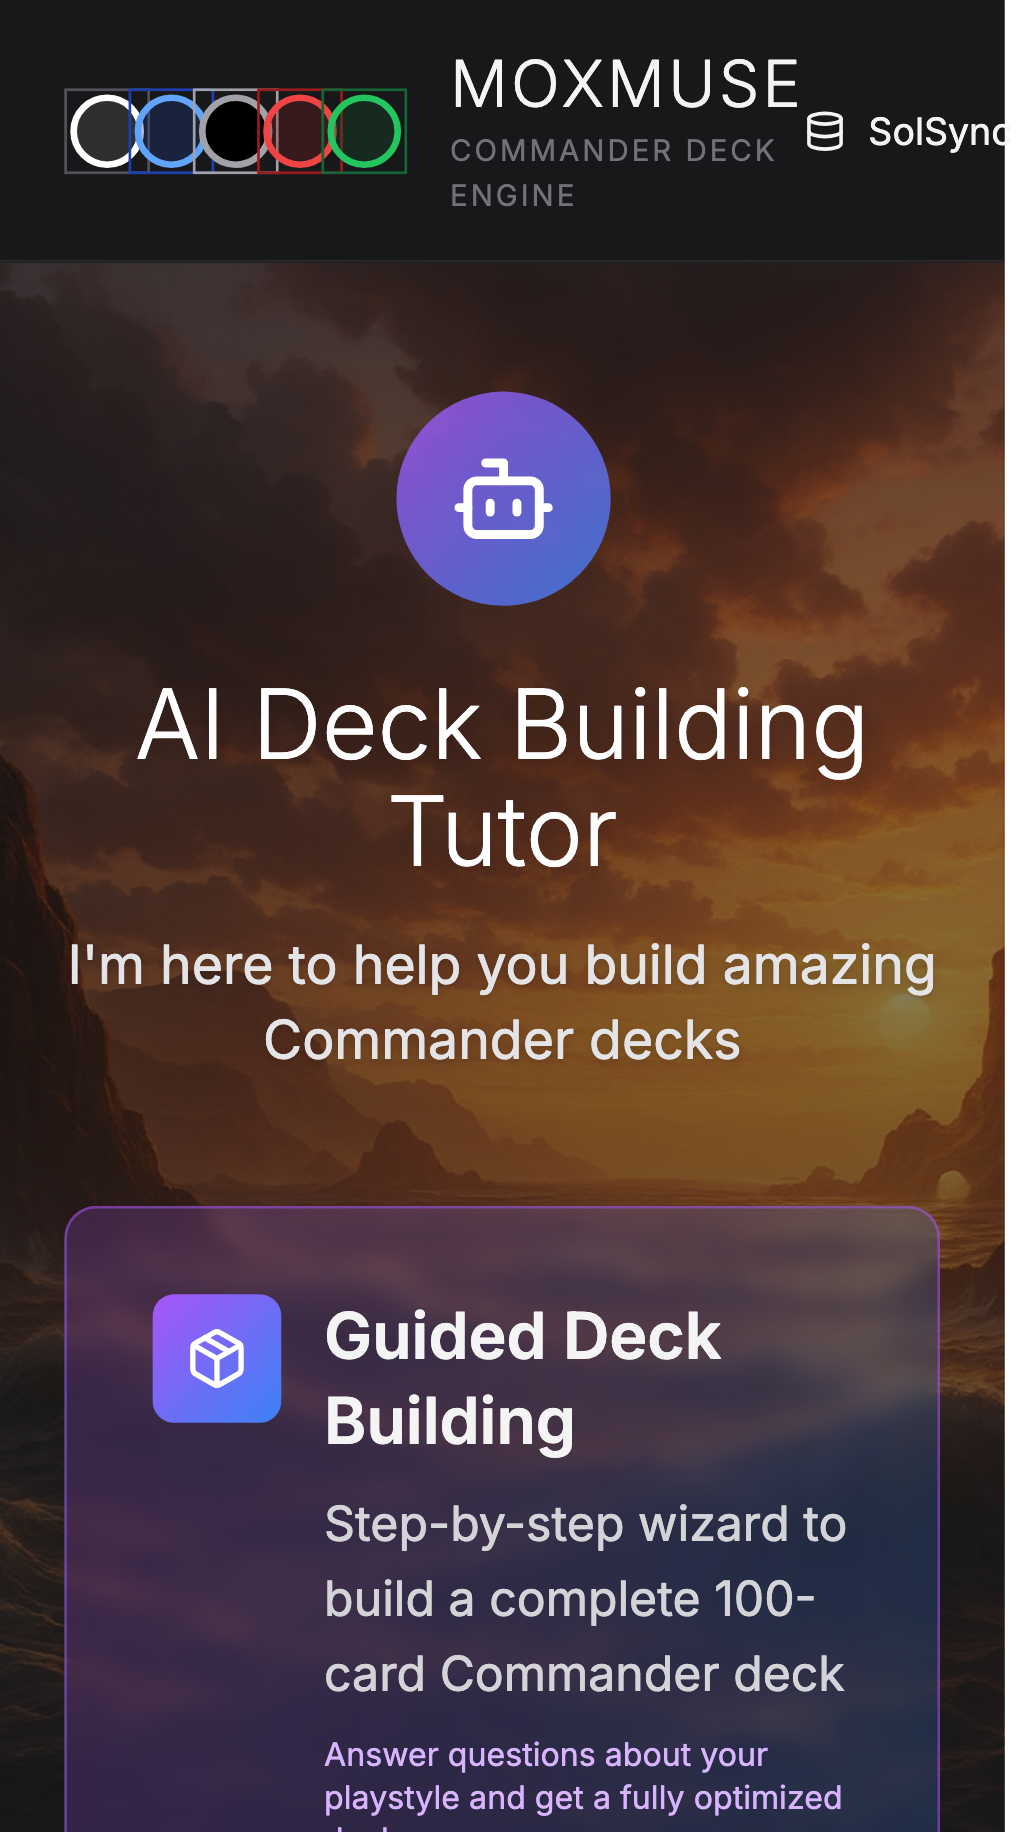 MOXMUSE
COMMANDER DECK
ENGINE
SolSync
AI Deck Building
Tutor
I'm here to help you build amazing
Commander decks
Guided Deck
Building
Step-by-step wizard to
build a complete 100-
card Commander deck
Answer questions about your
playstyle and get a fully optimized